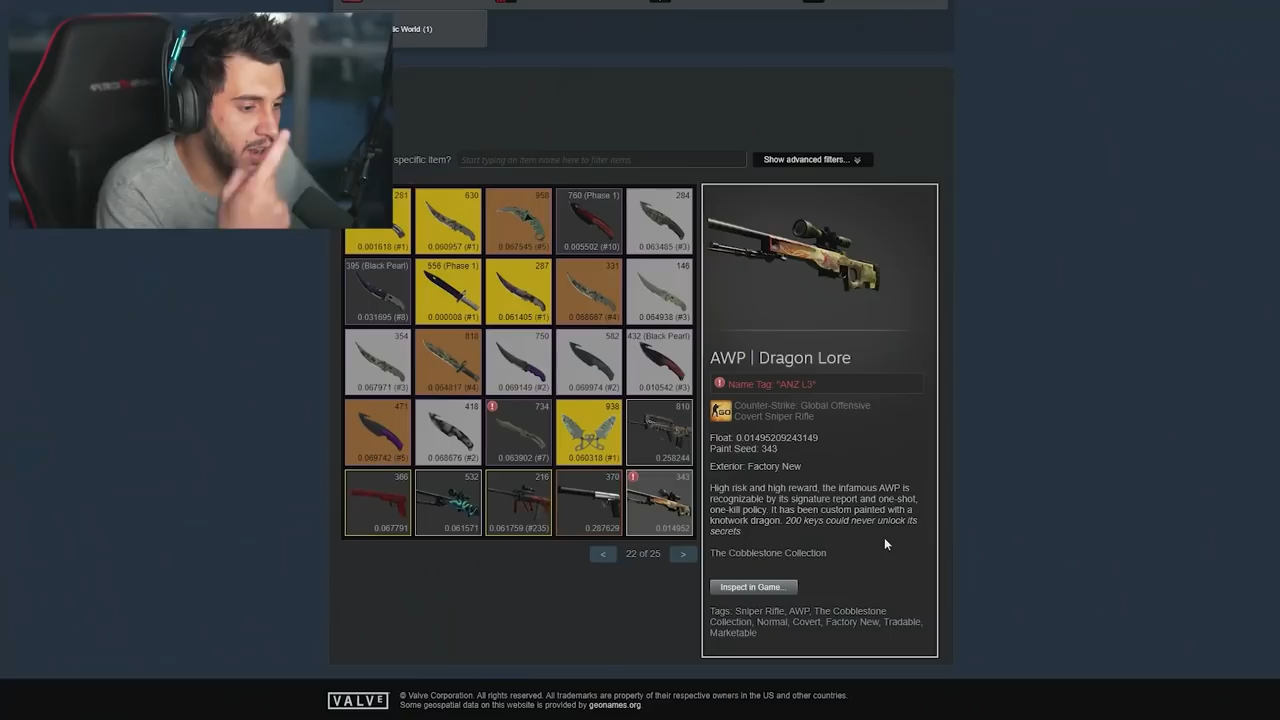 ic World (1)
specific item?
Start typing an item name here to filter items
Show advanced filters...
281
0.001618 (#1)
630
0.060957 (#1)
958
0.067545 (#5)
760 (Phase 1)
0.005502 (#10)
284
0.063485 (#3)
395 (Black Pearl)
0.031695 (#8)
556 (Phase 1)
0.000008 (#1)
287
0.061405 (#1)
331
0.068667 (#4)
146
0.064938 (#3)
354
0.067971 (#3)
818
0.064817 (#4)
750
0.069149 (#2)
582
0.069974 (#2)
432 (Black Pearl)
0.010542 (#3)
471
0.069742 (#5)
418
0.068676 (#2)
734
0.063902 (#7)
938
0.060318 (#1)
810
0.258244
386
0.067791
532
0.061571
216
0.061759 (#235)
370
0.287629
343
0.014952
< 22 of 25 >
AWP | Dragon Lore
Name Tag: "ANZ L3"
GO
Counter-Strike: Global Offensive
Covert Sniper Rifle
Float: 0.01495209243149
Paint Seed: 343
Exterior: Factory New
High risk and high reward, the infamous AWP is
recognizable by its signature report and one-shot,
one-kill policy. It has been custom painted with a
knotwork dragon. 200 keys could never unlock its
secrets
The Cobblestone Collection
Inspect in Game...
Tags: Sniper Rifle, AWP, The Cobblestone
Collection, Normal, Covert, Factory New, Tradable,
Marketable
VALVE
© Valve Corporation. All rights reserved. All trademarks are property of their respective owners in the US and other countries.
Some geospatial data on this website is provided by geonames.org.